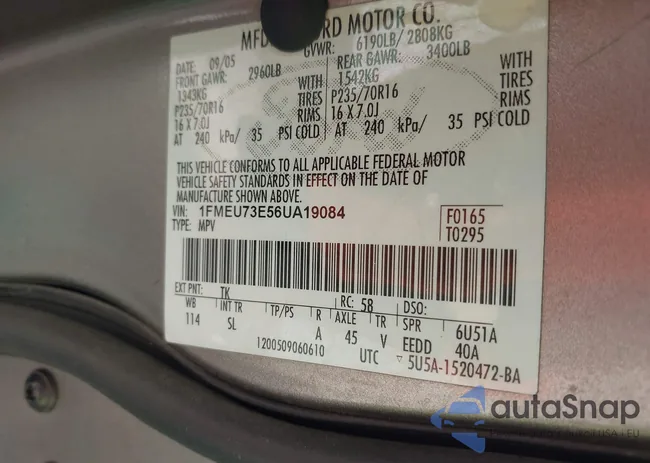 MFD ORD MOTOR CO.
DATE: 09/05 GVWR: 6190LB/ 2808KG
FRONT GAWR: 2960LB REAR GAWR: 3400LB
1343KG WITH 1542KG WITH
P235/70R16 TIRES P235/70R16 TIRES
16 X 7.0J RIMS 16 X 7.0J RIMS
AT 240 kPa/ 35 PSI COLD AT 240 kPa/ 35 PSI COLD
THIS VEHICLE CONFORMS TO ALL APPLICABLE FEDERAL MOTOR
VEHICLE SAFETY STANDARDS IN EFFECT ON THE DATE OF
MANUFACTURE SHOWN ABOVE.
VIN: 1FMEU73E56UA19084 F0165
TYPE: MPV T0295
EXT PNT: TK RC: 58 DSO:
WB INT TR TP/PS R AXLE TR SPR 6U51A
114 SL A 45 V EEDD 40A
1200509060610 UTC 5U5A-1520472-BA
autoSnap